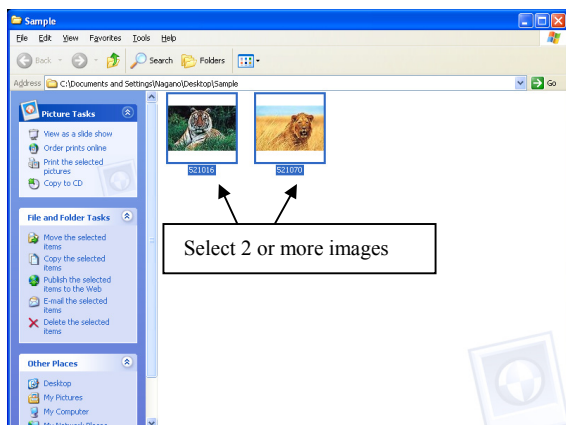 Sample
File Edit View Favorites Tools Help
Back Search Folders
Address C:\Documents and Settings\Nagano\Desktop\Sample Go
Picture Tasks
View as a slide show
Order prints online
Print the selected
pictures
Copy to CD
File and Folder Tasks
Move the selected
items
Copy the selected
items
Publish the selected
items to the Web
E-mail the selected
items
Delete the selected
items
Other Places
Desktop
My Pictures
My Computer
My Network Places
521016 521070
Select 2 or more images